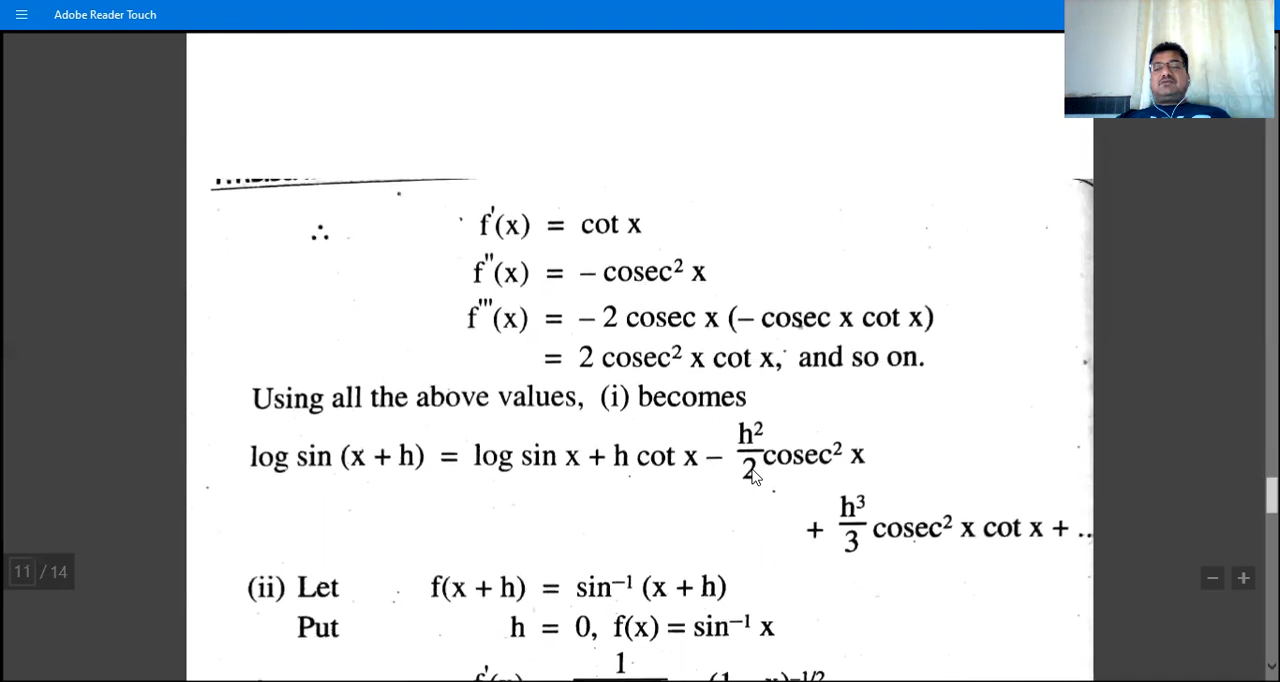 Adobe Reader Touch
∴ f'(x) = cot x
f''(x) = – cosec² x
f'''(x) = – 2 cosec x (– cosec x cot x)
= 2 cosec² x cot x, and so on.
Using all the above values, (i) becomes
log sin (x + h) = log sin x + h cot x – h²/2 cosec² x
+ h³/3 cosec² x cot x + ..
(ii) Let f(x + h) = sin⁻¹ (x + h)
Put h = 0, f(x) = sin⁻¹ x
11 / 14